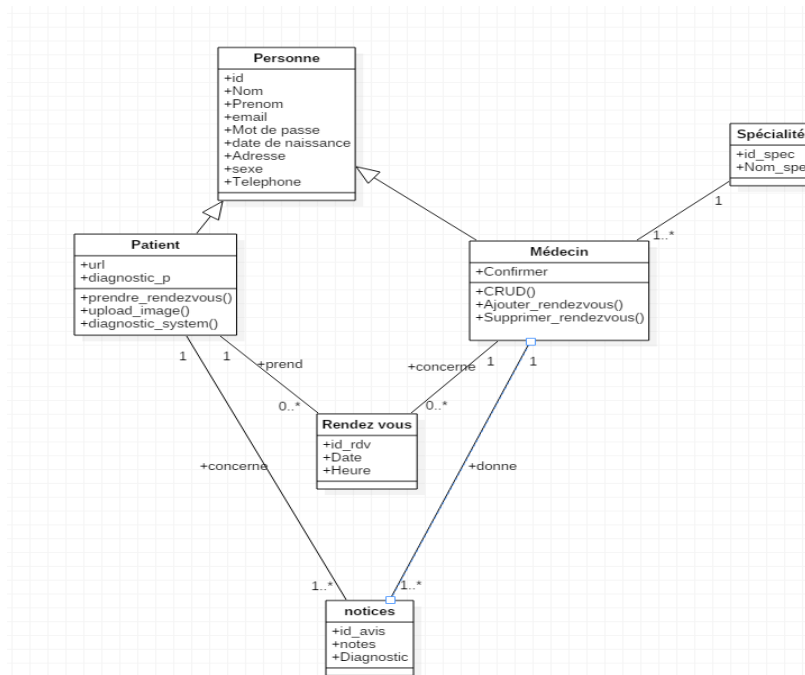 Personne
+id
+Nom
+Prenom
+email
+Mot de passe
+date de naissance
+Adresse
+sexe
+Telephone
Spécialité
+id_spec
+Nom_spe
1
1..*
Patient
+url
+diagnostic_p
+prendre_rendezvous()
+upload_image()
+diagnostic_system()
Médecin
+Confirmer
+CRUD()
+Ajouter_rendezvous()
+Supprimer_rendezvous()
1
1
+prend
0..*
+concerne
1
1
0..*
Rendez vous
+id_rdv
+Date
+Heure
+concerne
+donne
1..*
1..*
notices
+id_avis
+notes
+Diagnostic